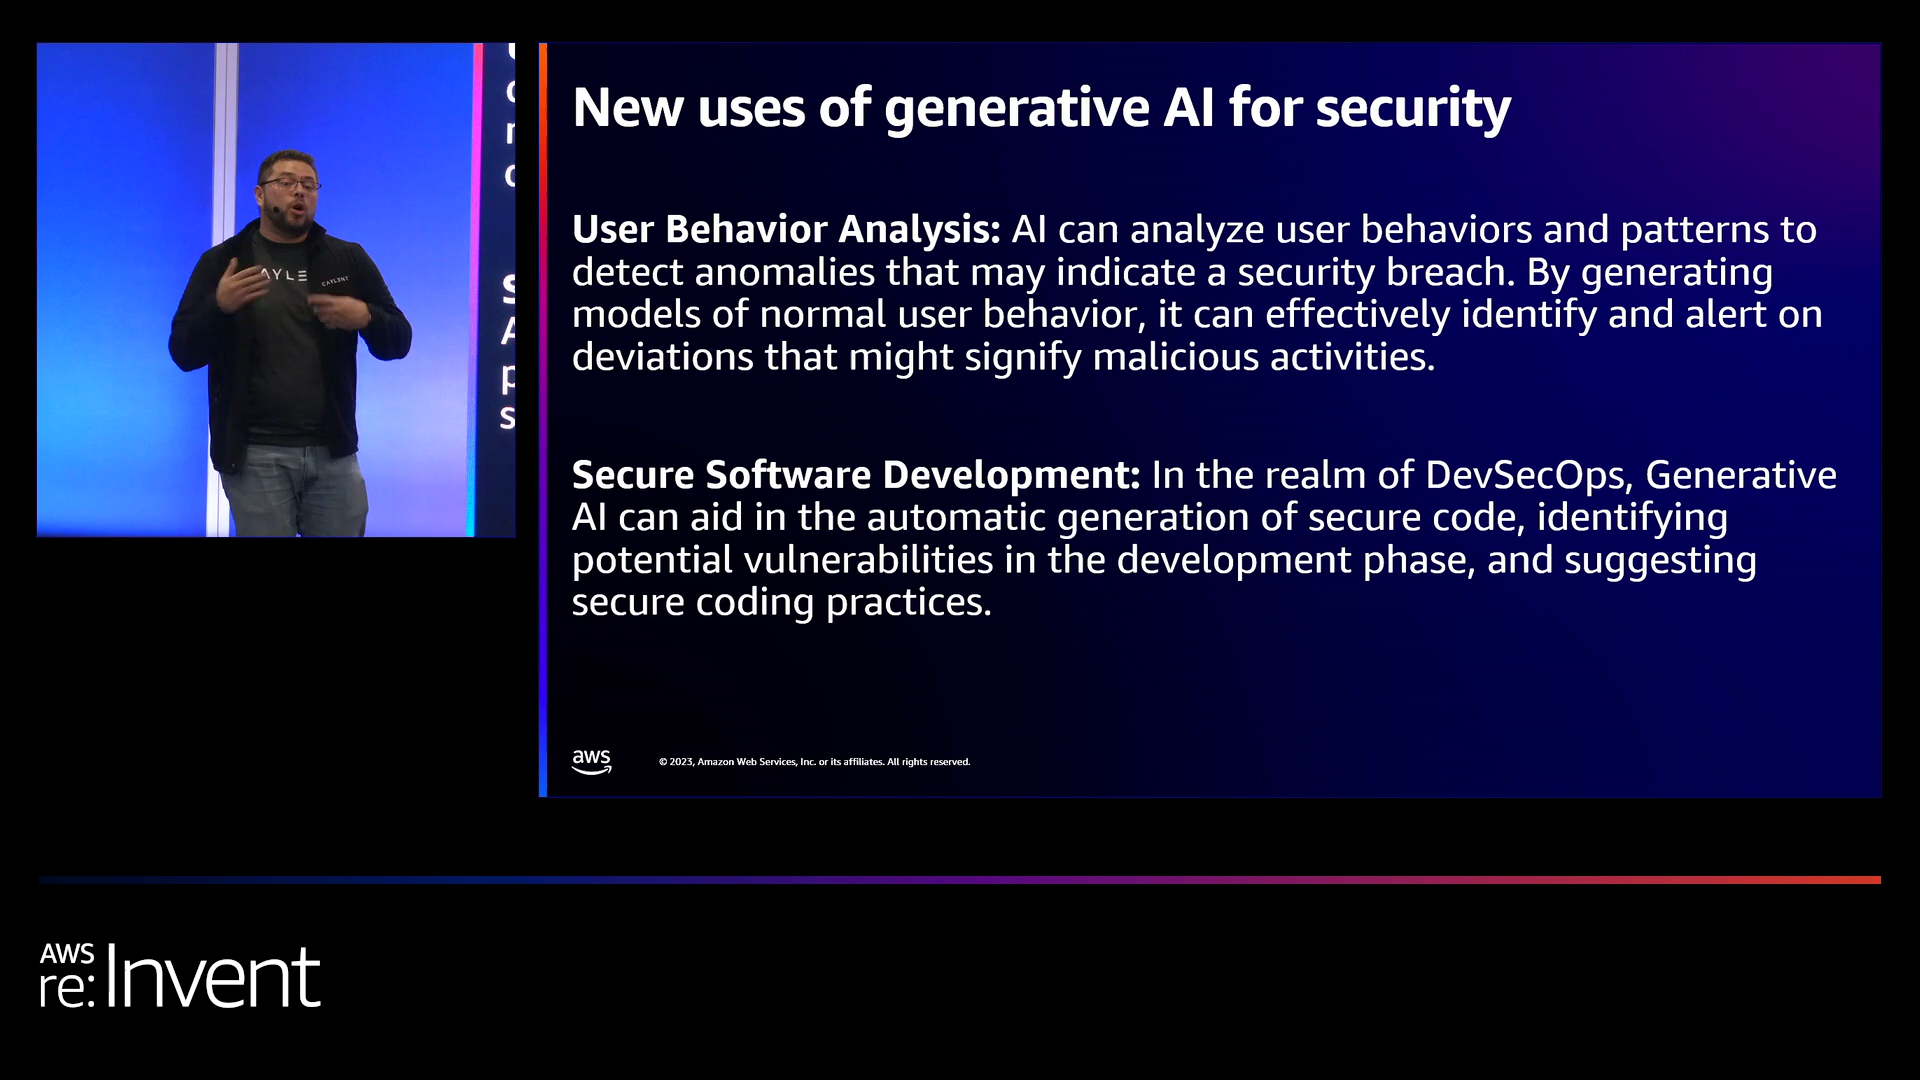 AYLE
CAYLENT
New uses of generative AI for security
User Behavior Analysis: AI can analyze user behaviors and patterns to
detect anomalies that may indicate a security breach. By generating
models of normal user behavior, it can effectively identify and alert on
deviations that might signify malicious activities.
Secure Software Development: In the realm of DevSecOps, Generative
AI can aid in the automatic generation of secure code, identifying
potential vulnerabilities in the development phase, and suggesting
secure coding practices.
aws
© 2023, Amazon Web Services, Inc. or its affiliates. All rights reserved.
AWS
re:Invent